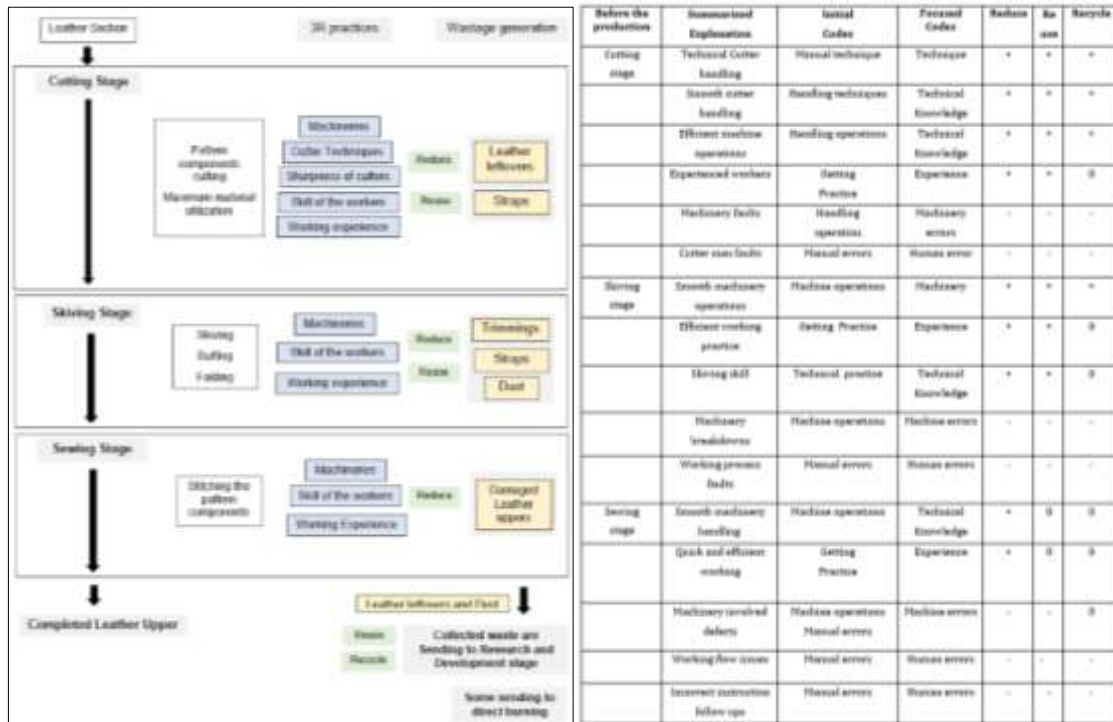 Leather Section
3R practices
Wastage generation
Cutting Stage
Pattern
components
cutting
Maximum material
utilization
Machineries
Cutter Techniques
Sharpness of cutters
Skill of the workers
Working experience
Reduce
Reuse
Leather
leftovers
Straps
Skiving Stage
Skiving
Buffing
Folding
Machineries
Skill of the workers
Working experience
Reduce
Reuse
Trimmings
Straps
Dust
Sewing Stage
Stitching the
pattern
components
Machineries
Skill of the workers
Working Experience
Reduce
Damaged
Leather
uppers
Completed Leather Upper
Leather leftovers and Dust
Reuse
Recycle
Collected waste are
Sending to Research and
Development stage
Some sending to
direct burning
Before the
production
Summarized
Explanation
Initial
Codes
Focused
Codes
Reduce
Re
use
Recycle
Cutting
stage
Technical Cutter
handling
Manual technique
Technique
+ + +
Smooth cutter
handling
Handling techniques
Technical
Knowledge
+ + +
Efficient machine
operations
Handling operations
Technical
Knowledge
+ + +
Experienced workers
Getting
Practice
Experience
+ + 0
Machinery faults
Handling
operations
Machinery
errors
- - -
Cutter man faults
Manual errors
Human error
- - -
Skiving
stage
Smooth machinery
operations
Machine operations
Machinery
+ + +
Efficient working
practice
Getting Practice
Experience
+ + 0
Skiving skill
Technical practice
Technical
Knowledge
+ + 0
Machinery
breakdowns
Machine operations
Machine errors
- - -
Working process
faults
Manual errors
Human errors
- - -
Sewing
stage
Smooth machinery
handling
Machine operations
Technical
Knowledge
+ 0 0
Quick and efficient
working
Getting
Practice
Experience
+ 0 0
Machinery involved
defects
Machine operations
Manual errors
Machine errors
- - 0
Working flow issues
Manual errors
Human errors
- - -
Incorrect instruction
follow ups
Manual errors
Human errors
- - -